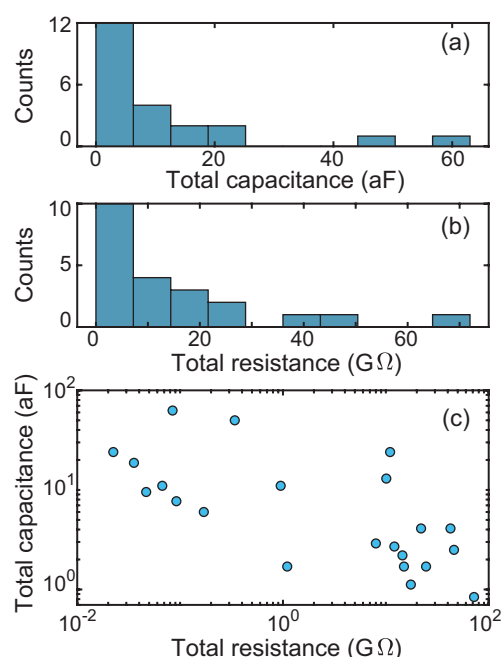 12
6
0
Counts
(a)
0 20 40 60
Total capacitance (aF)
10
5
0
Counts
(b)
0 20 40 60
Total resistance (GΩ)
10²
10¹
10⁰
Total capacitance (aF)
(c)
10⁻² 10⁰ 10²
Total resistance (GΩ)